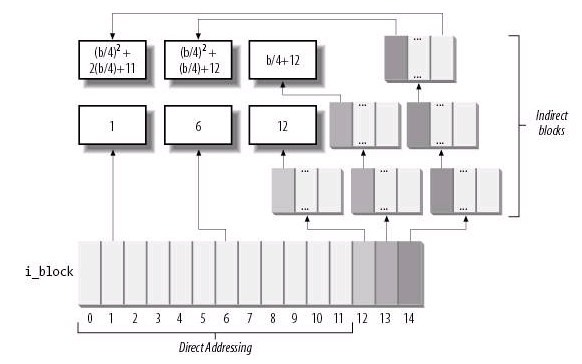 (b/4)² +
2(b/4)+11
(b/4)² +
(b/4)+12
b/4+12
...
...
1
6
12
...
...
...
...
Indirect
blocks
...
...
...
...
...
...
i_block
0 1 2 3 4 5 6 7 8 9 10 11 12 13 14
Direct Addressing